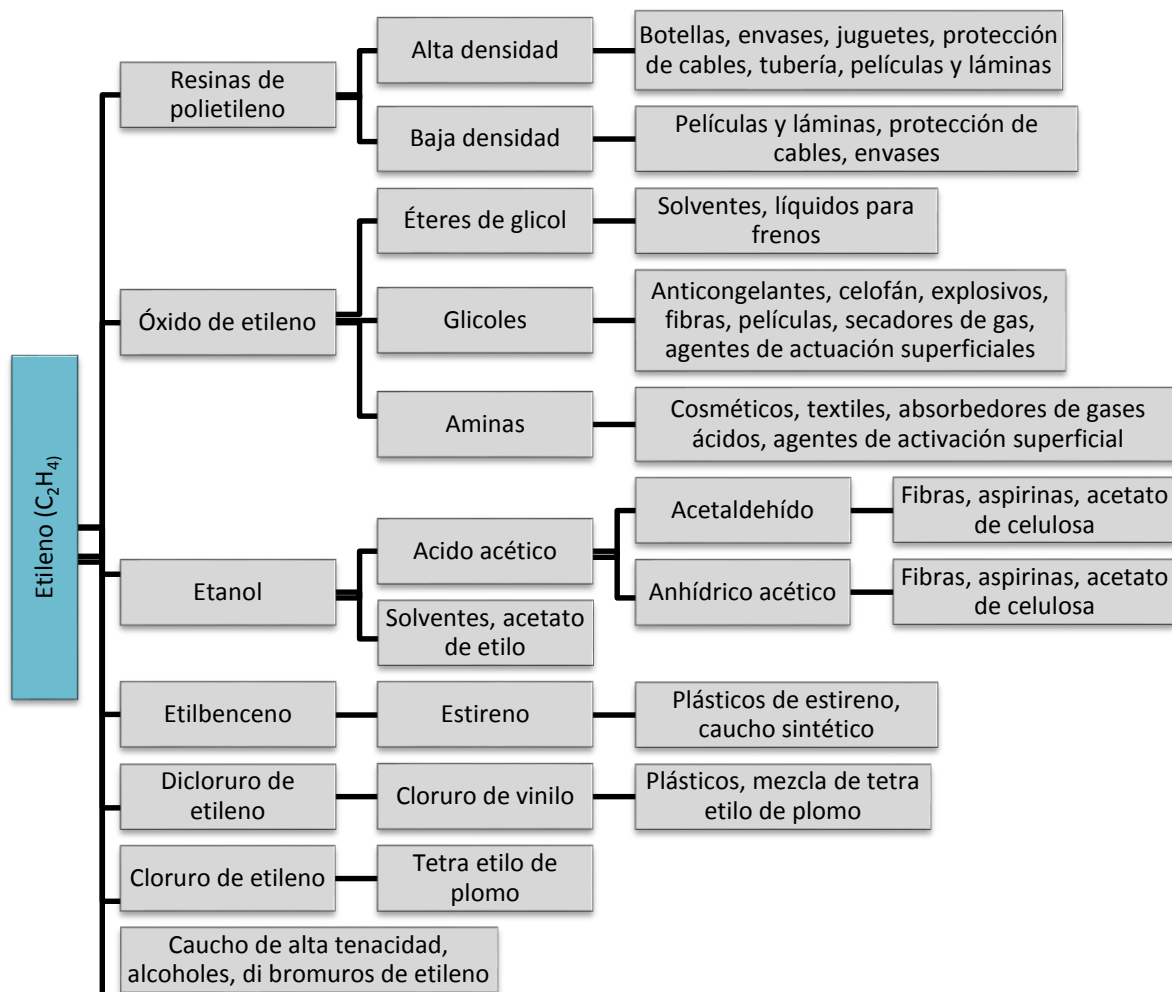 Etileno (C₂H₄)
Resinas de
polietileno
Alta densidad
Botellas, envases, juguetes, protección
de cables, tubería, películas y láminas
Baja densidad
Películas y láminas, protección de
cables, envases
Óxido de etileno
Éteres de glicol
Solventes, líquidos para
frenos
Glicoles
Anticongelantes, celofán, explosivos,
fibras, películas, secadores de gas,
agentes de actuación superficiales
Aminas
Cosméticos, textiles, absorbedores de gases
ácidos, agentes de activación superficial
Etanol
Acido acético
Acetaldehído
Fibras, aspirinas, acetato
de celulosa
Anhídrico acético
Fibras, aspirinas, acetato
de celulosa
Solventes, acetato
de etilo
Etilbenceno
Estireno
Plásticos de estireno,
caucho sintético
Dicloruro de
etileno
Cloruro de vinilo
Plásticos, mezcla de tetra
etilo de plomo
Cloruro de etileno
Tetra etilo de
plomo
Caucho de alta tenacidad,
alcoholes, di bromuros de etileno